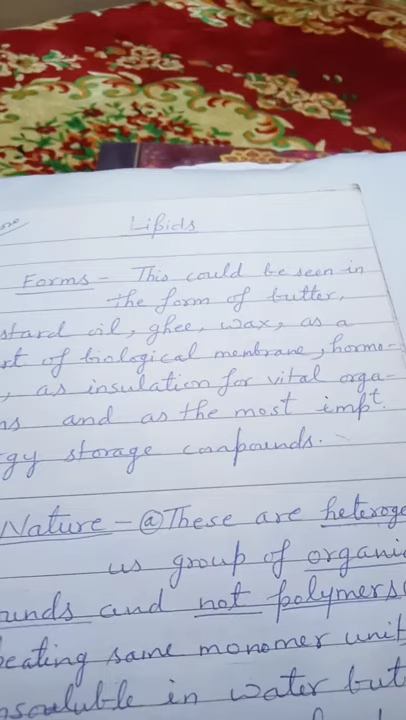 Lipids
Forms - This could be seen in
the form of butter,
stard oil, ghee, wax, as a
rt of biological membrane, hormo-
, as insulation for vital orga-
ns and as the most impt.
rgy storage compounds.
Nature - @ These are heteroge
us group of organi
unds and not polymers
eating same monomer unit
nsoluble in water but